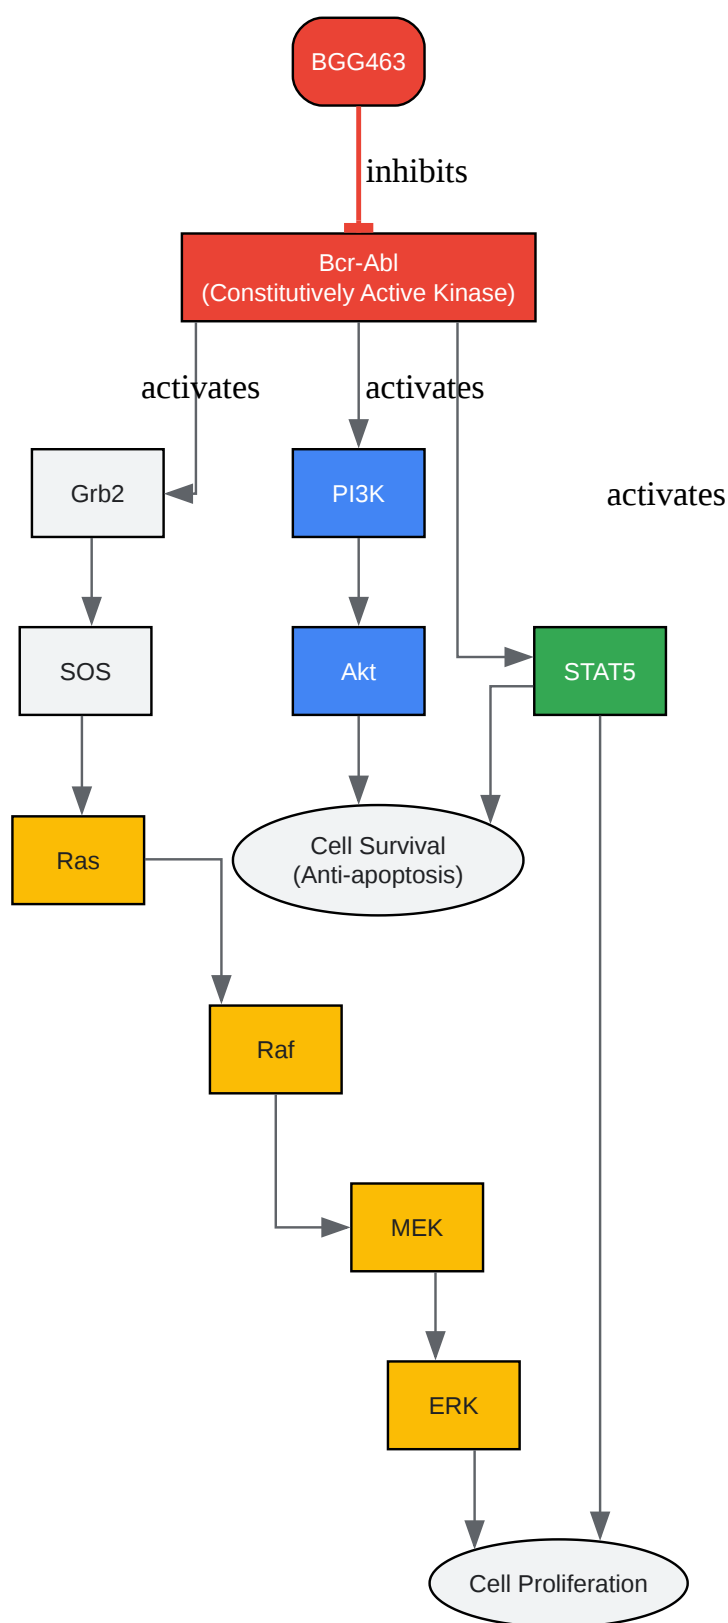 BGG463
inhibits
Bcr-Abl
(Constitutively Active Kinase)
activates
activates
Grb2
PI3K
activates
SOS
Akt
STAT5
Ras
Cell Survival
(Anti-apoptosis)
Raf
MEK
ERK
Cell Proliferation